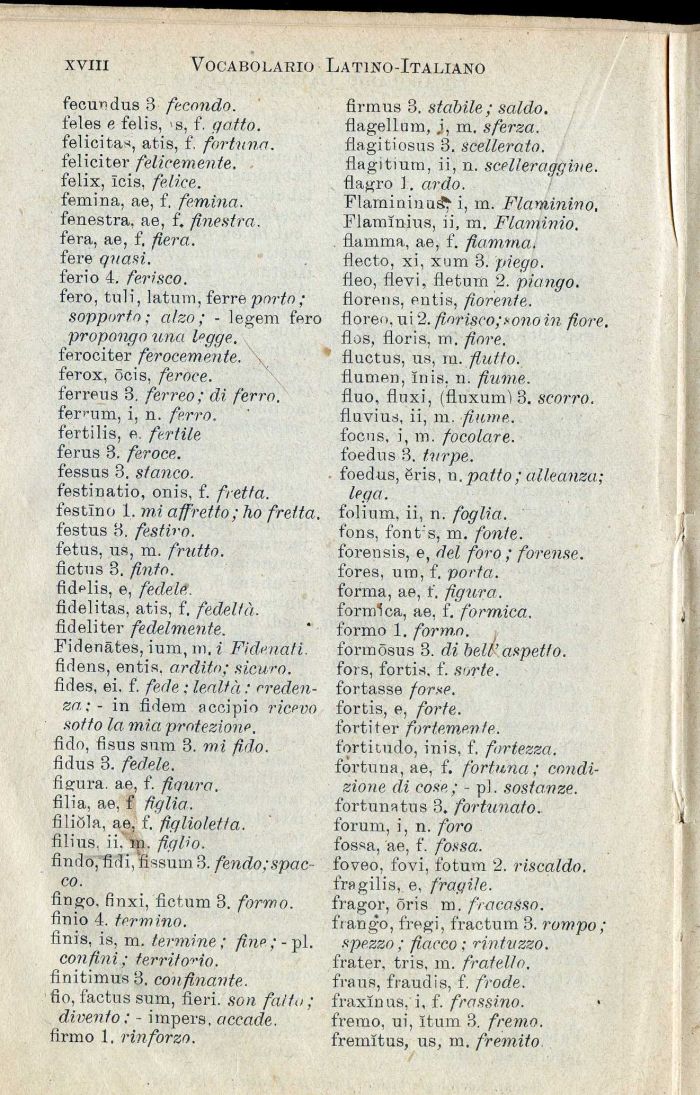 XVIII VOCABOLARIO LATINO-ITALIANO
fecundus 3 fecondo.
feles e felis, s, f. gatto.
felicitas, atis, f. fortuna.
feliciter felicemente.
felix, īcis, felice.
femina, ae, f. femina.
fenestra, ae, f. finestra.
fera, ae, f. fiera.
fere quasi.
ferio 4. ferisco.
fero, tuli, latum, ferre porto;
sopporto; alzo; - legem fero
propongo una legge.
ferociter ferocemente.
ferox, ōcis, feroce.
ferreus 3. ferreo; di ferro.
ferrum, i, n. ferro.
fertilis, e. fertile
ferus 3. feroce.
fessus 3. stanco.
festinatio, onis, f. fretta.
festīno 1. mi affretto; ho fretta.
festus 3. festivo.
fetus, us, m. frutto.
fictus 3. finto.
fidelis, e, fedele.
fidelitas, atis, f. fedeltà.
fideliter fedelmente.
Fidenātes, ium, m. i Fidenati.
fidens, entis, ardito; sicuro.
fides, ei, f. fede; lealtà; creden-
za; - in fidem accipio ricevo
sotto la mia protezione.
fido, fisus sum 3. mi fido.
fidus 3. fedele.
figura, ae, f. figura.
filia, ae, f figlia.
filiŏla, ae, f. figlioletta.
filius, ii, m. figlio.
findo, fidi, fissum 3. fendo; spac-
co.
fingo, finxi, fictum 3. formo.
finio 4. termino.
finis, is, m. termine; fine; - pl.
confini; territorio.
finitimus 3. confinante.
fio, factus sum, fieri. son fatto;
divento; - impers. accade.
firmo 1. rinforzo.
firmus 3. stabile; saldo.
flagellum, i, m. sferza.
flagitiosus 3. scellerato.
flagitium, ii, n. scelleraggine.
flagro 1. ardo.
Flamininus, i, m. Flaminino.
Flamĭnius, ii, m. Flaminio.
flamma, ae, f. fiamma.
flecto, xi, xum 3. piego.
fleo, flevi, fletum 2. piango.
florens, entis, fiorente.
floreo, ui 2. fiorisco; sono in fiore.
flos, floris, m. fiore.
fluctus, us, m. flutto.
flumen, ĭnis, n. fiume.
fluo, fluxi, (fluxum) 3. scorro.
fluvius, ii, m. fiume.
focus, i, m. focolare.
foedus 3. turpe.
foedus, ĕris, n. patto; alleanza;
lega.
folium, ii, n. foglia.
fons, fontis, m. fonte.
forensis, e, del foro; forense.
fores, um, f. porta.
forma, ae, f. figura.
formica, ae, f. formica.
formo 1. formo.
formōsus 3. di bell'aspetto.
fors, fortis, f. sorte.
fortasse forse.
fortis, e, forte.
fortiter fortemente.
fortitudo, inis, f. fortezza.
fortuna, ae, f. fortuna; condi-
zione di cose; - pl. sostanze.
fortunatus 3. fortunato.
forum, i, n. foro
fossa, ae, f. fossa.
foveo, fovi, fotum 2. riscaldo.
fragilis, e, fragile.
fragor, ōris m. fracasso.
frango, fregi, fractum 3. rompo;
spezzo; fiacco; rintuzzo.
frater, tris, m. fratello.
fraus, fraudis, f. frode.
fraxĭnus, i, f. frassino.
fremo, ui, ĭtum 3. fremo.
fremĭtus, us, m. fremito